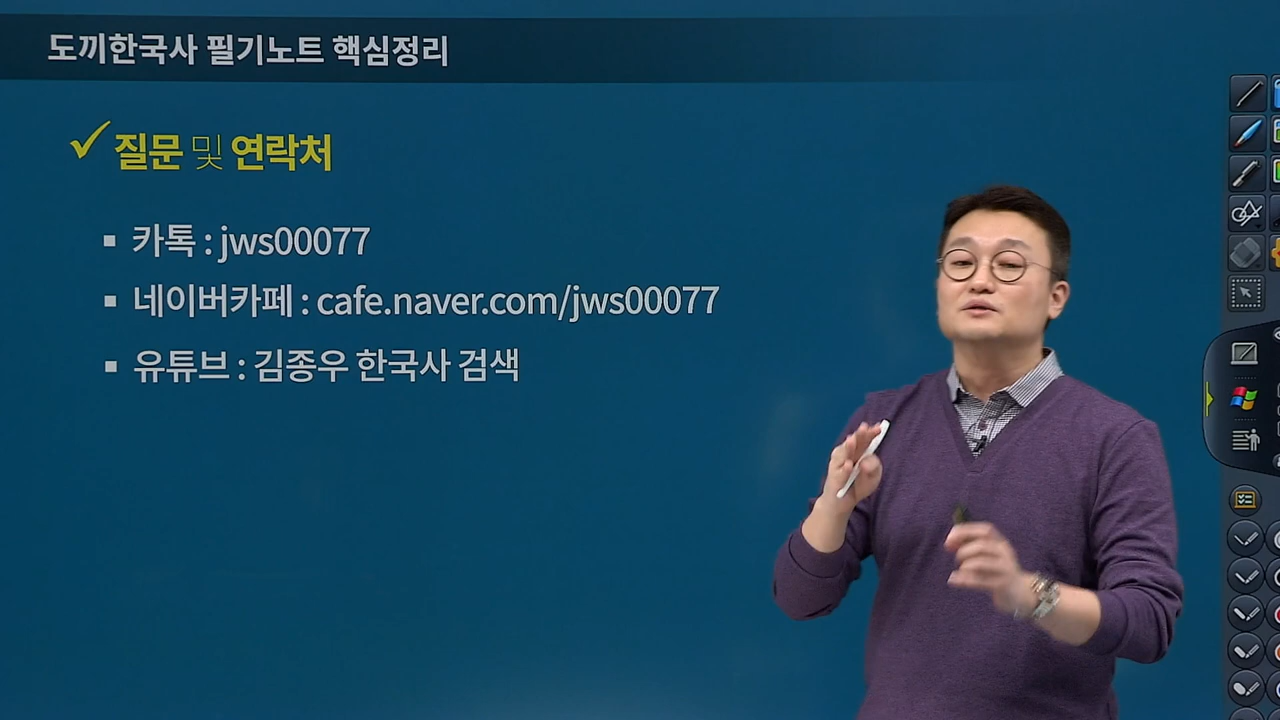 도끼한국사 필기노트 핵심정리
✓ 질문 및 연락처
▪ 카톡 : jws00077
▪ 네이버카페 : cafe.naver.com/jws00077
▪ 유튜브 : 김종우 한국사 검색